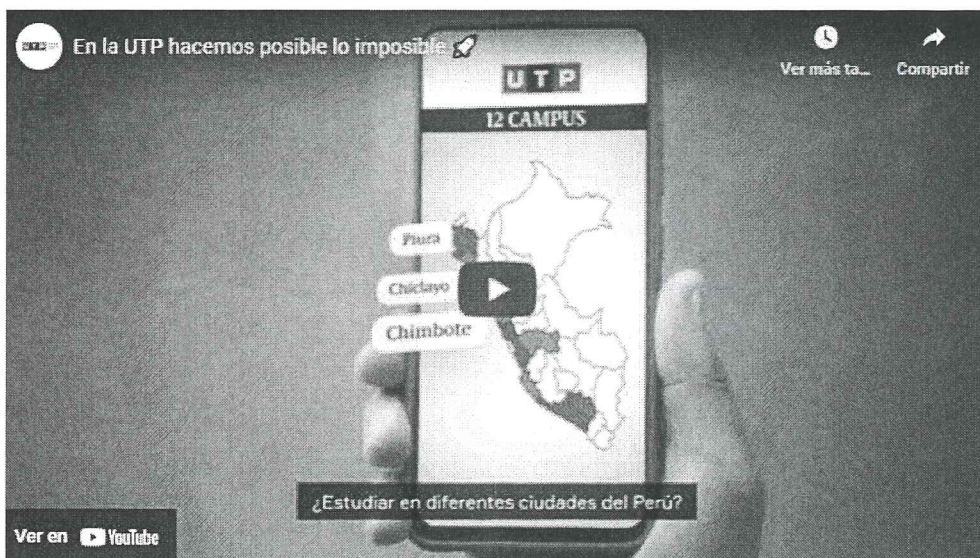 En la UTP hacemos posible lo imposible 🚀
Ver más ta...
Compartir
UTP
12 CAMPUS
Piura
Chiclayo
Chimbote
¿Estudiar en diferentes ciudades del Perú?
Ver en YouTube